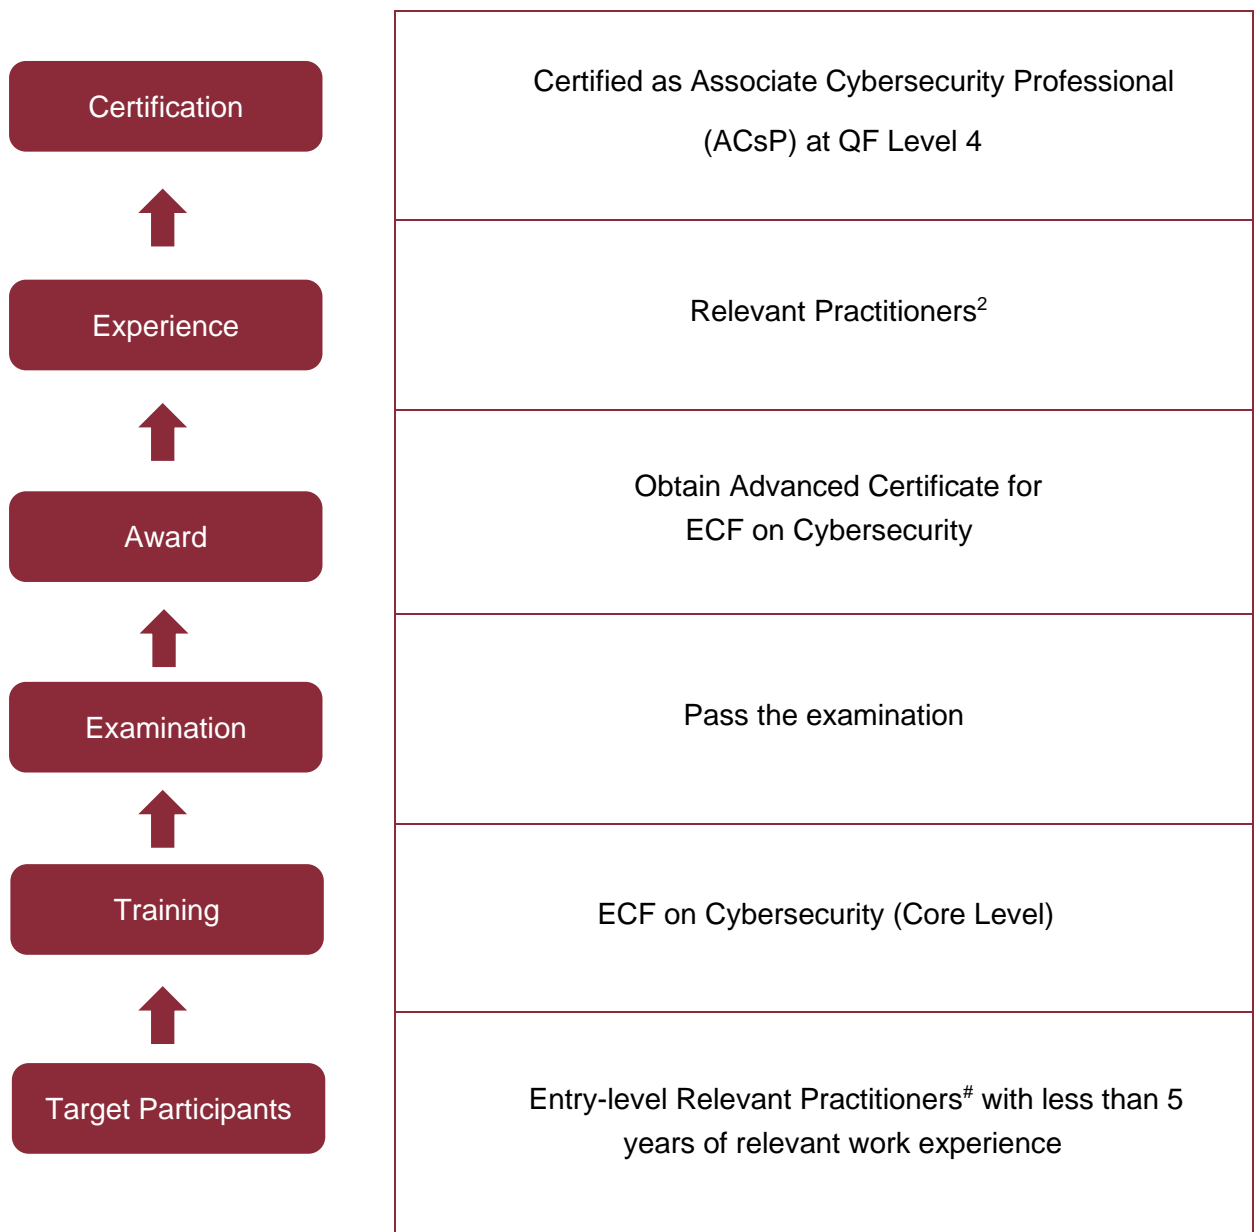 Certification
Certified as Associate Cybersecurity Professional
(ACsP) at QF Level 4
Experience
Relevant Practitioners²
Award
Obtain Advanced Certificate for
ECF on Cybersecurity
Examination
Pass the examination
Training
ECF on Cybersecurity (Core Level)
Target Participants
Entry-level Relevant Practitioners# with less than 5
years of relevant work experience